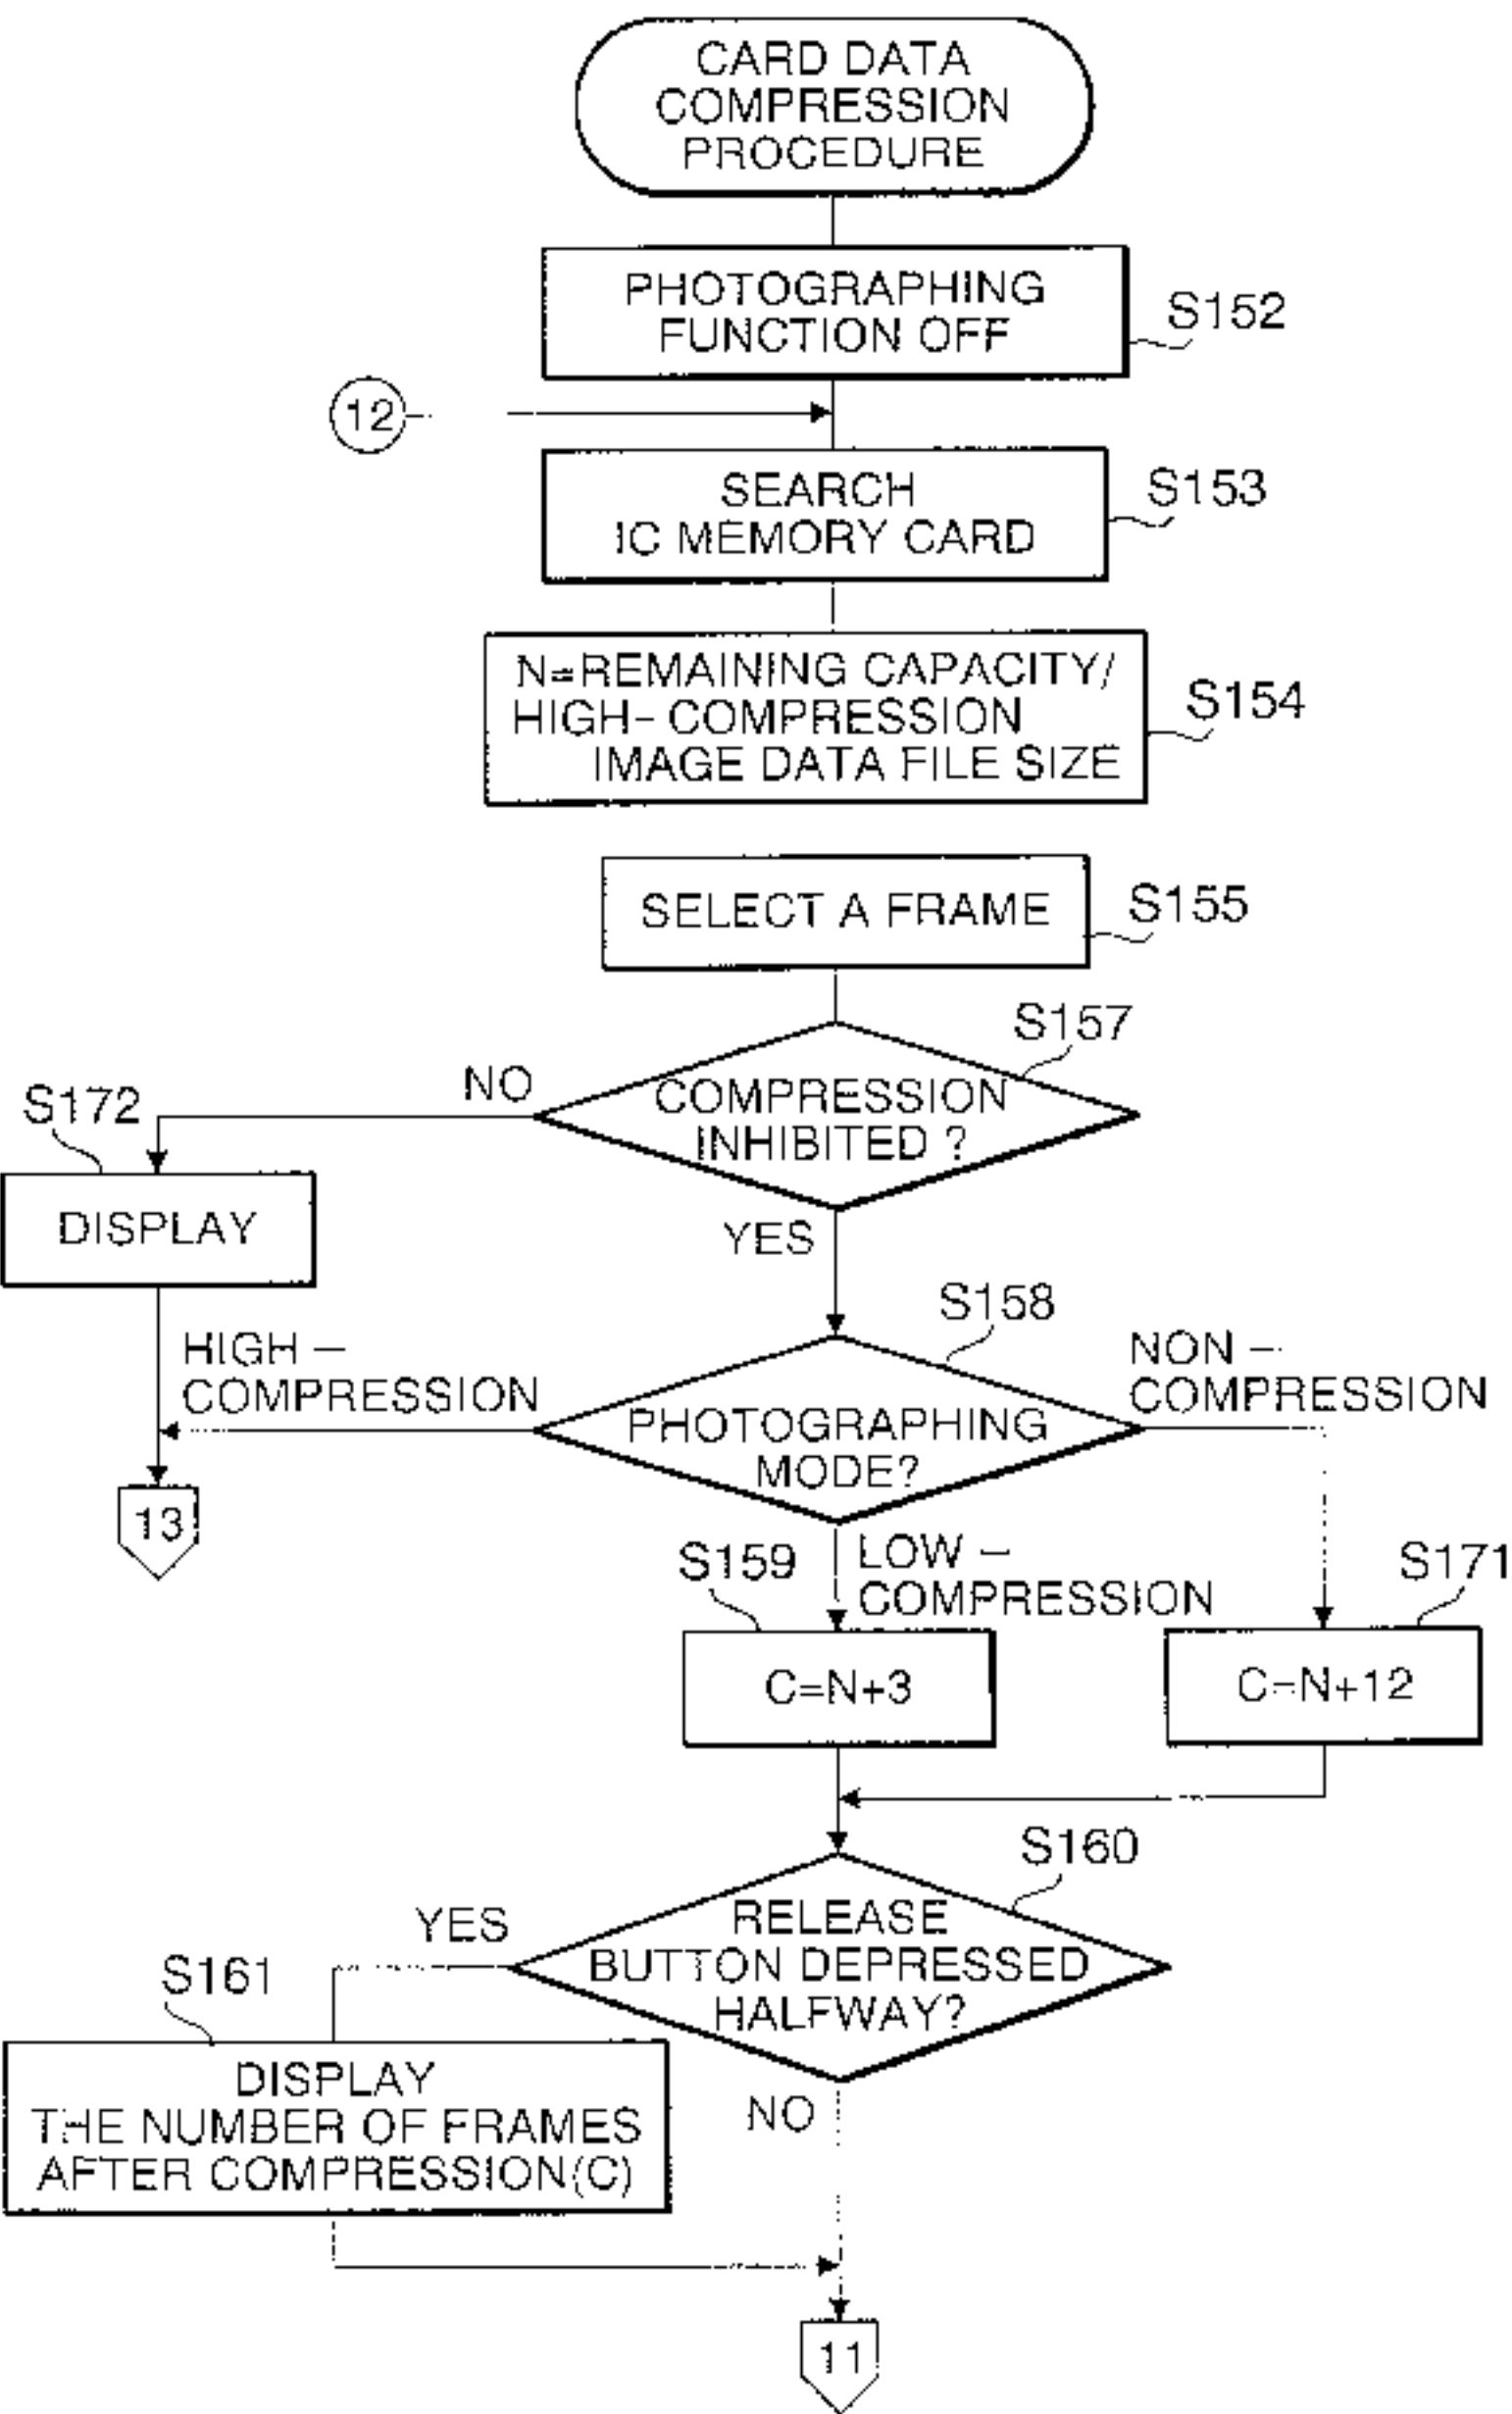 CARD DATA
COMPRESSION
PROCEDURE
PHOTOGRAPHING
FUNCTION OFF
S152
12
SEARCH
IC MEMORY CARD
S153
N=REMAINING CAPACITY/
HIGH-COMPRESSION
IMAGE DATA FILE SIZE
S154
SELECT A FRAME
S155
S157
COMPRESSION
INHIBITED ?
NO
S172
DISPLAY
YES
S158
HIGH-
COMPRESSION
PHOTOGRAPHING
MODE?
NON-
COMPRESSION
13
S159
LOW-
COMPRESSION
S171
C=N+3
C=N+12
S160
YES
RELEASE
BUTTON DEPRESSED
HALFWAY?
S161
DISPLAY
THE NUMBER OF FRAMES
AFTER COMPRESSION(C)
NO
11